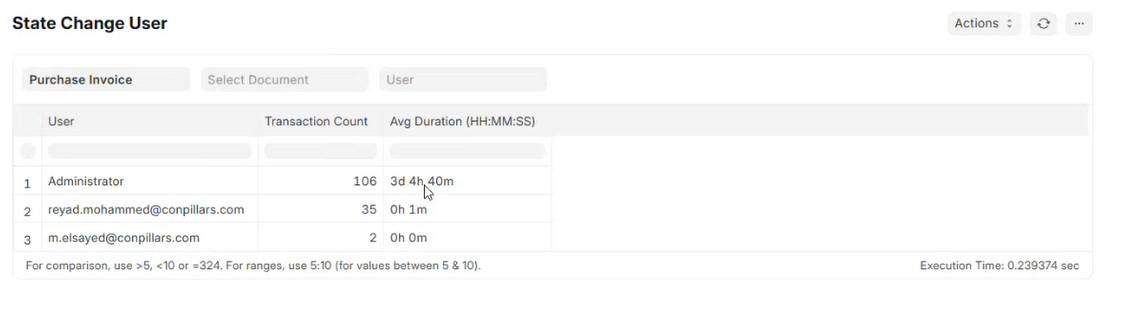 State Change User
Actions
Purchase Invoice Select Document User
User Transaction Count Avg Duration (HH:MM:SS)
1 Administrator 106 3d 4h 40m
2 reyad.mohammed@conpillars.com 35 0h 1m
3 m.elsayed@conpillars.com 2 0h 0m
For comparison, use >5, <10 or =324. For ranges, use 5:10 (for values between 5 & 10). Execution Time: 0.239374 sec